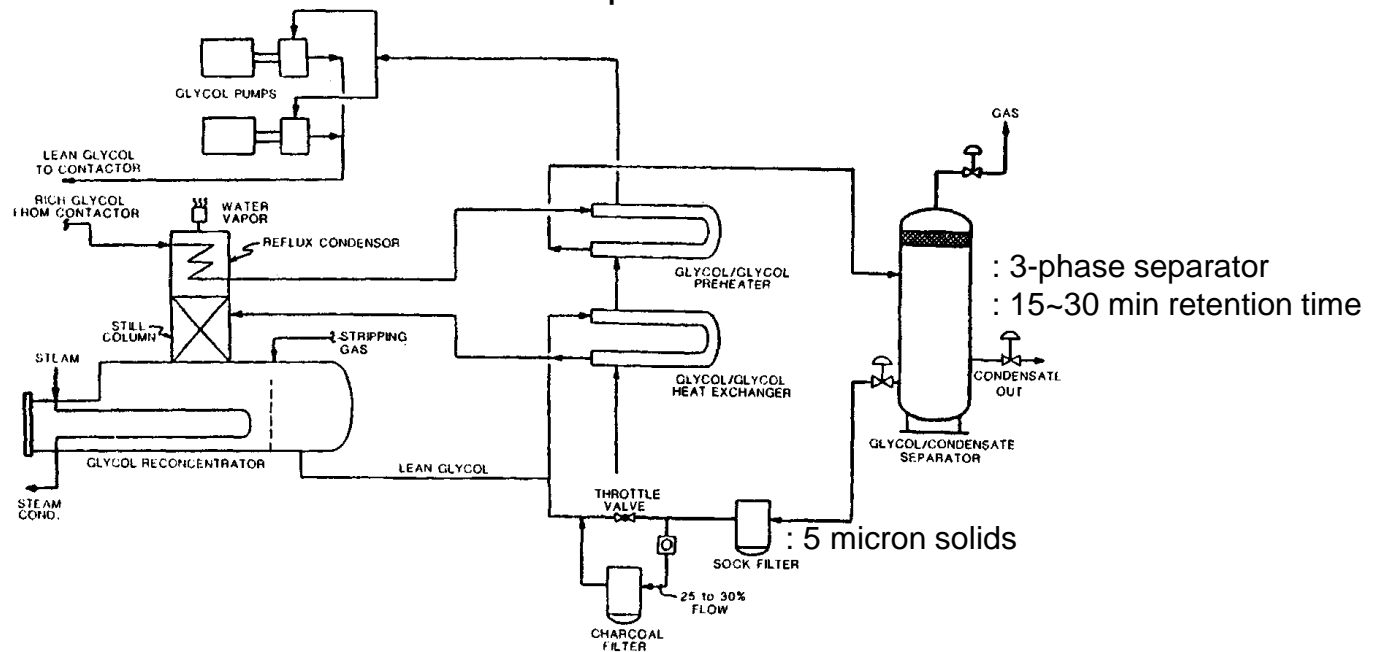 GLYCOL PUMPS
LEAN GLYCOL
TO CONTACTOR
RICH GLYCOL
FROM CONTACTOR
WATER
VAPOR
REFLUX CONDENSOR
GAS
GLYCOL/GLYCOL
PREHEATER
: 3-phase separator
: 15~30 min retention time
STILL
COLUMN
STRIPPING
GAS
STEAM
GLYCOL/GLYCOL
HEAT EXCHANGER
CONDENSATE
OUT
GLYCOL/CONDENSATE
SEPARATOR
GLYCOL RECONCENTRATOR
LEAN GLYCOL
STEAM
COND.
THROTTLE
VALVE
: 5 micron solids
SOCK FILTER
25 to 30%
FLOW
CHARCOAL
FILTER